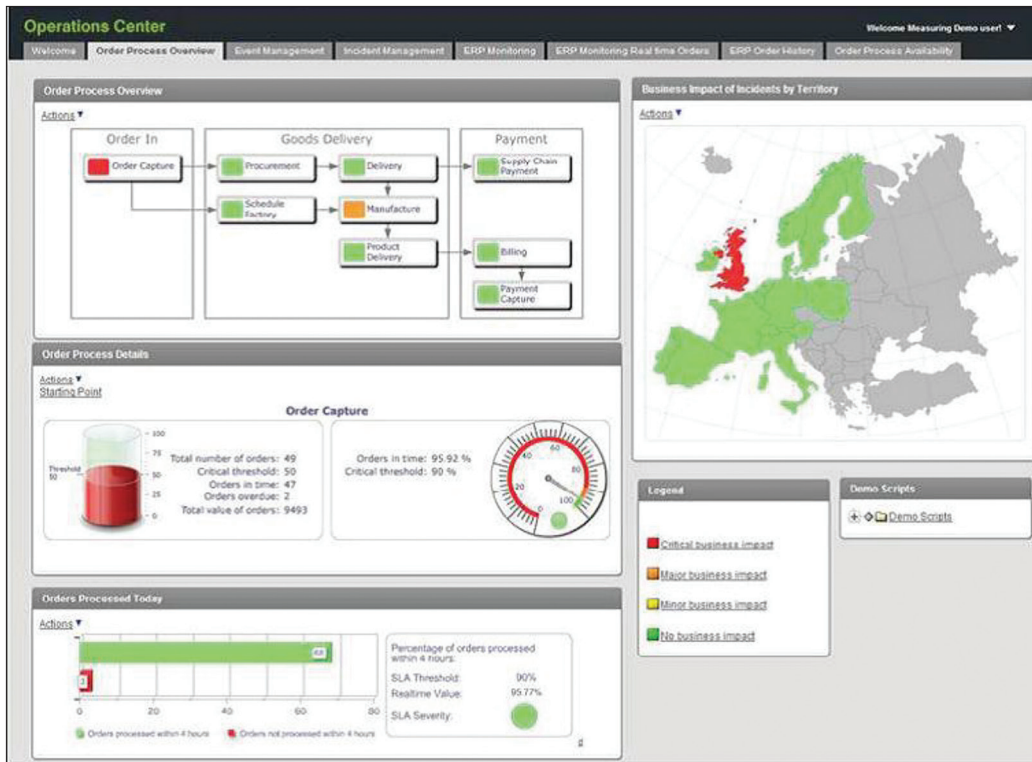 Operations Center
Welcome Measuring Demo user!
Welcome
Order Process Overview
Event Management
Incident Management
ERP Monitoring
ERP Monitoring Real time Orders
ERP Order History
Order Process Availability
Order Process Overview
Actions
Order In
Goods Delivery
Payment
Order Capture
Procurement
Delivery
Supply Chain
Payment
Schedule
Factory
Manufacture
Product
Delivery
Billing
Payment
Capture
Order Process Details
Actions
Starting Point
Order Capture
100
75
50
25
0
Threshold
50
Total number of orders: 49
Critical threshold: 50
Orders in time: 47
Orders overdue: 2
Total value of orders: 9493
Orders in time: 95.92 %
Critical threshold: 90 %
0
20
40
60
80
100
Orders Processed Today
Actions
68
3
0
20
40
60
80
Orders processed within 4 hours
Orders not processed within 4 hours
Percentage of orders processed
within 4 hours:
SLA Threshold: 90%
Realtime Value: 95.77%
SLA Severity:
Business Impact of Incidents by Territory
Actions
Legend
Critical business impact
Major business impact
Minor business impact
No business impact
Demo Scripts
Demo Scripts